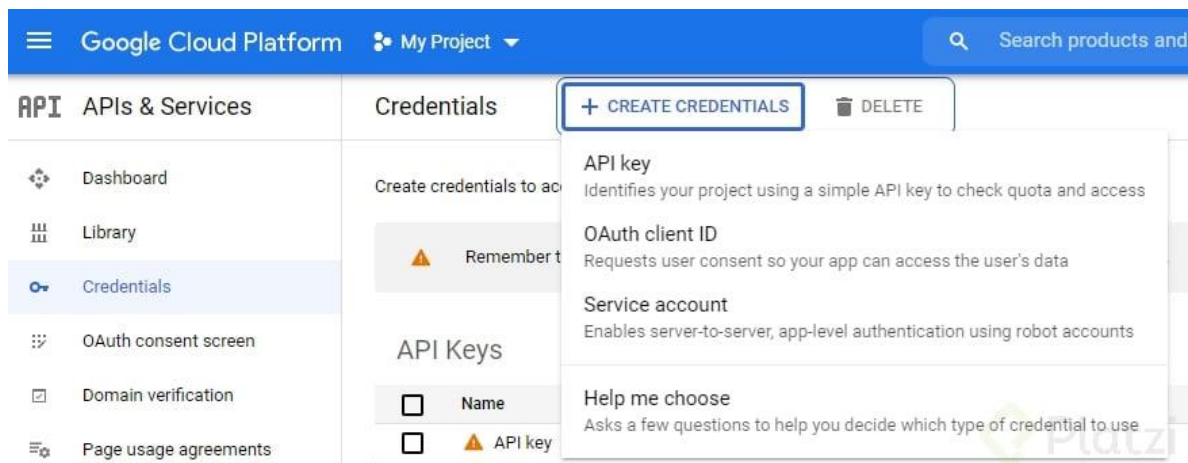 Google Cloud Platform
My Project
Search products and
API APIs & Services
Credentials
+ CREATE CREDENTIALS
DELETE
Dashboard
Library
Credentials
OAuth consent screen
Domain verification
Page usage agreements
Create credentials to ac
Remember t
API Keys
Name
API key
API key
Identifies your project using a simple API key to check quota and access
OAuth client ID
Requests user consent so your app can access the user's data
Service account
Enables server-to-server, app-level authentication using robot accounts
Help me choose
Asks a few questions to help you decide which type of credential to use
Platzi